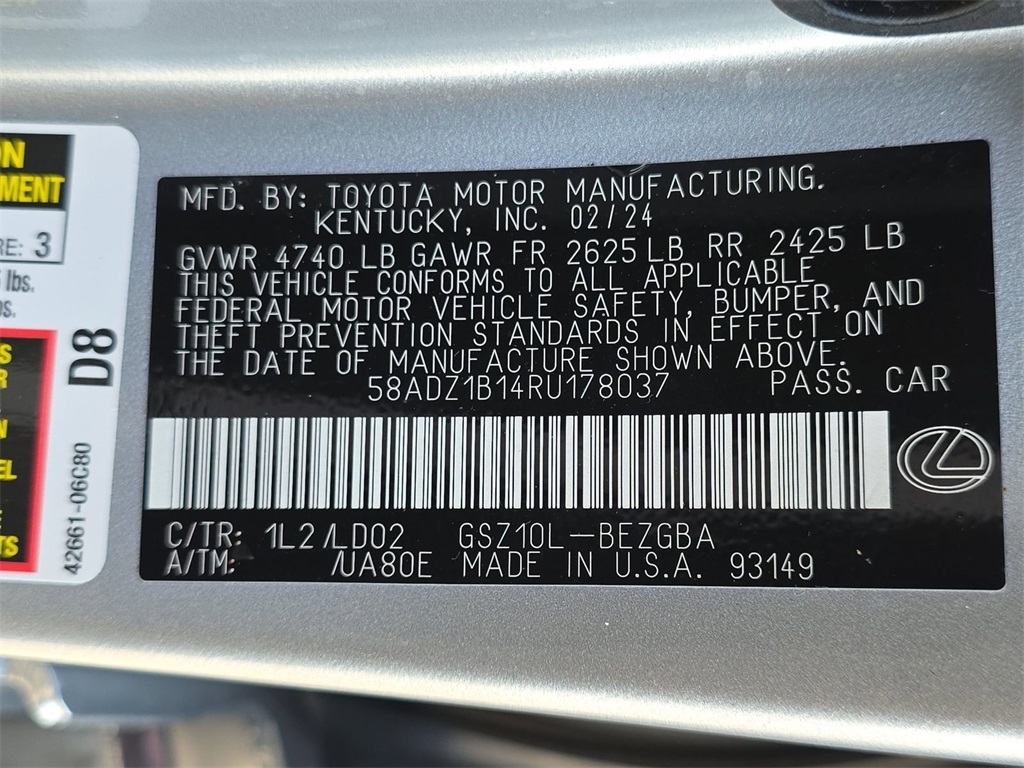 MFD. BY: TOYOTA MOTOR MANUFACTURING.
KENTUCKY, INC. 02/24
GVWR 4740 LB GAWR FR 2625 LB RR 2425 LB
THIS VEHICLE CONFORMS TO ALL APPLICABLE
FEDERAL MOTOR VEHICLE SAFETY, BUMPER, AND
THEFT PREVENTION STANDARDS IN EFFECT ON
THE DATE OF MANUFACTURE SHOWN ABOVE.
58ADZ1B14RU178037 PASS. CAR
C/TR: 1L2/LD02 GSZ10L-BEZGBA
A/TM: /UA80E MADE IN U.S.A. 93149
3
lbs.
D8
42661-06C80